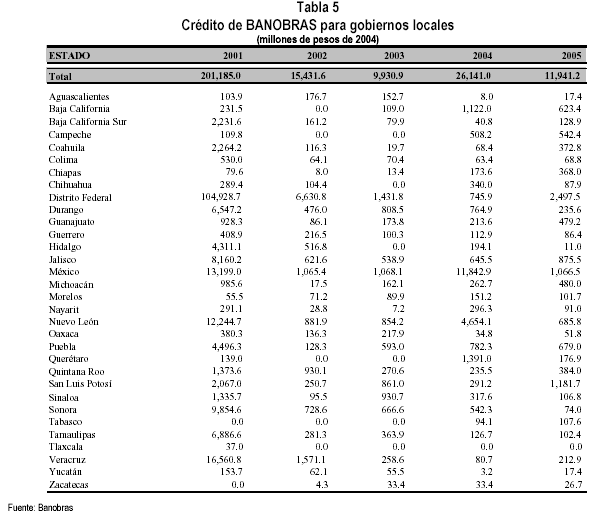 Tabla 5
Crédito de BANOBRAS para gobiernos locales
(millones de pesos de 2004)
ESTADO 2001 2002 2003 2004 2005
Total 201,185.0 15,431.6 9,930.9 26,141.0 11,941.2
Aguascalientes 103.9 176.7 152.7 8.0 17.4
Baja California 231.5 0.0 109.0 1,122.0 623.4
Baja California Sur 2,231.6 161.2 79.9 40.8 128.9
Campeche 109.8 0.0 0.0 508.2 542.4
Coahuila 2,264.2 116.3 19.7 68.4 372.8
Colima 530.0 64.1 70.4 63.4 68.8
Chiapas 79.6 8.0 13.4 173.6 368.0
Chihuahua 289.4 104.4 0.0 340.0 87.9
Distrito Federal 104,928.7 6,630.8 1,431.8 745.9 2,497.5
Durango 6,547.2 476.0 808.5 764.9 235.6
Guanajuato 928.3 86.1 173.8 213.6 479.2
Guerrero 408.9 216.5 100.3 112.9 86.4
Hidalgo 4,311.1 516.8 0.0 194.1 11.0
Jalisco 8,160.2 621.6 538.9 645.5 875.5
México 13,199.0 1,065.4 1,068.1 11,842.9 1,066.5
Michoacán 985.6 17.5 162.1 262.7 480.0
Morelos 55.5 71.2 89.9 151.2 101.7
Nayarit 291.1 28.8 7.2 296.3 91.0
Nuevo León 12,244.7 881.9 854.2 4,654.1 685.8
Oaxaca 380.3 136.3 217.9 34.8 51.8
Puebla 4,496.3 128.3 593.0 782.3 679.0
Querétaro 139.0 0.0 0.0 1,391.0 176.9
Quintana Roo 1,373.6 930.1 270.6 235.5 384.0
San Luis Potosí 2,067.0 250.7 861.0 291.2 1,181.7
Sinaloa 1,335.7 95.5 930.7 317.6 106.8
Sonora 9,854.6 728.6 666.6 542.3 74.0
Tabasco 0.0 0.0 0.0 94.1 107.6
Tamaulipas 6,886.6 281.3 363.9 126.7 102.4
Tlaxcala 37.0 0.0 0.0 0.0 0.0
Veracruz 16,560.8 1,571.1 258.6 80.7 212.9
Yucatán 153.7 62.1 55.5 3.2 17.4
Zacatecas 0.0 4.3 33.4 33.4 26.7
Fuente: Banobras